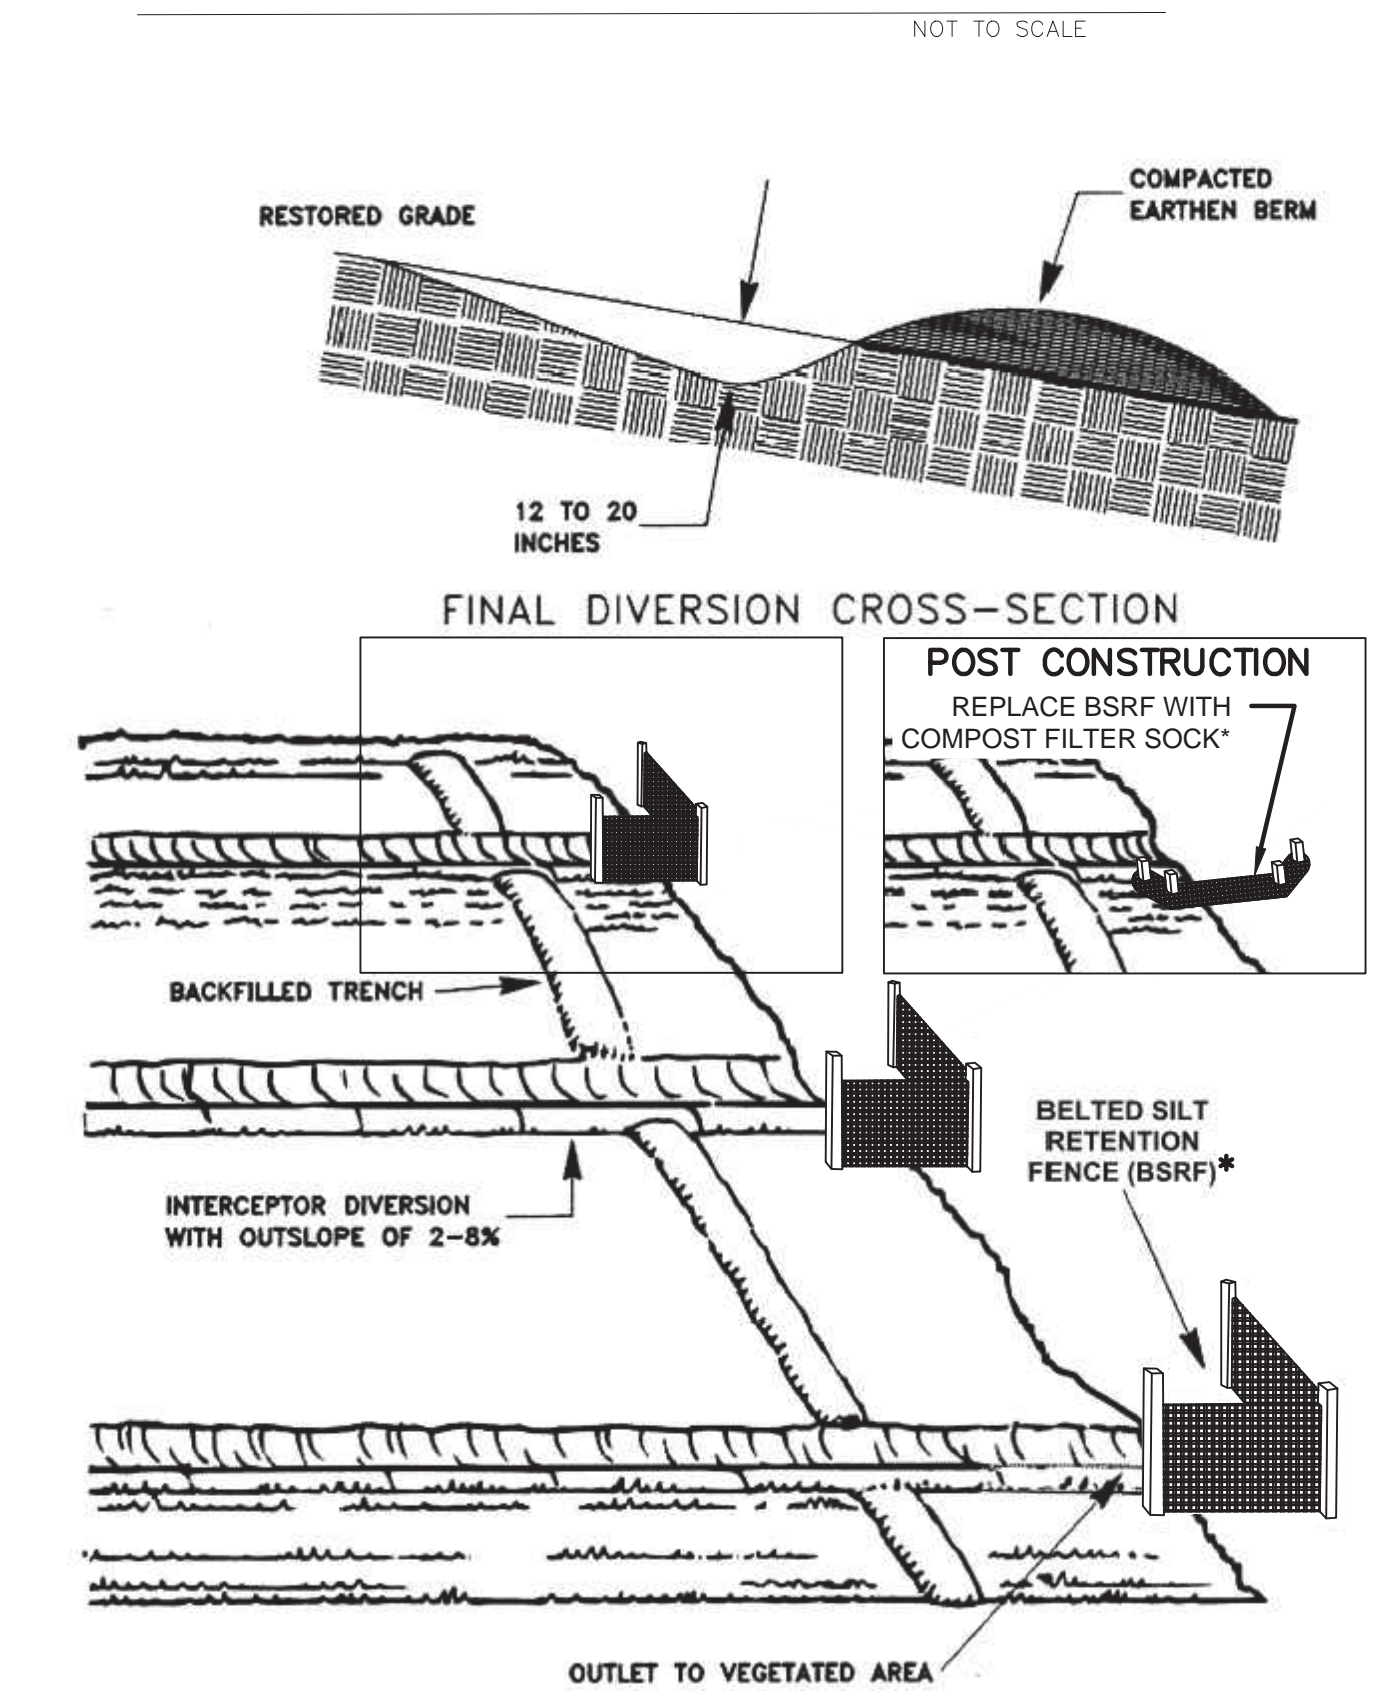 NOT TO SCALE
COMPACTED
EARTHEN BERM
RESTORED GRADE
12 TO 20
INCHES
FINAL DIVERSION CROSS-SECTION
POST CONSTRUCTION
REPLACE BSRF WITH
COMPOST FILTER SOCK*
BACKFILLED TRENCH
BELTED SILT
RETENTION
FENCE (BSRF)*
INTERCEPTOR DIVERSION
WITH OUTSLOPE OF 2-8%
OUTLET TO VEGETATED AREA